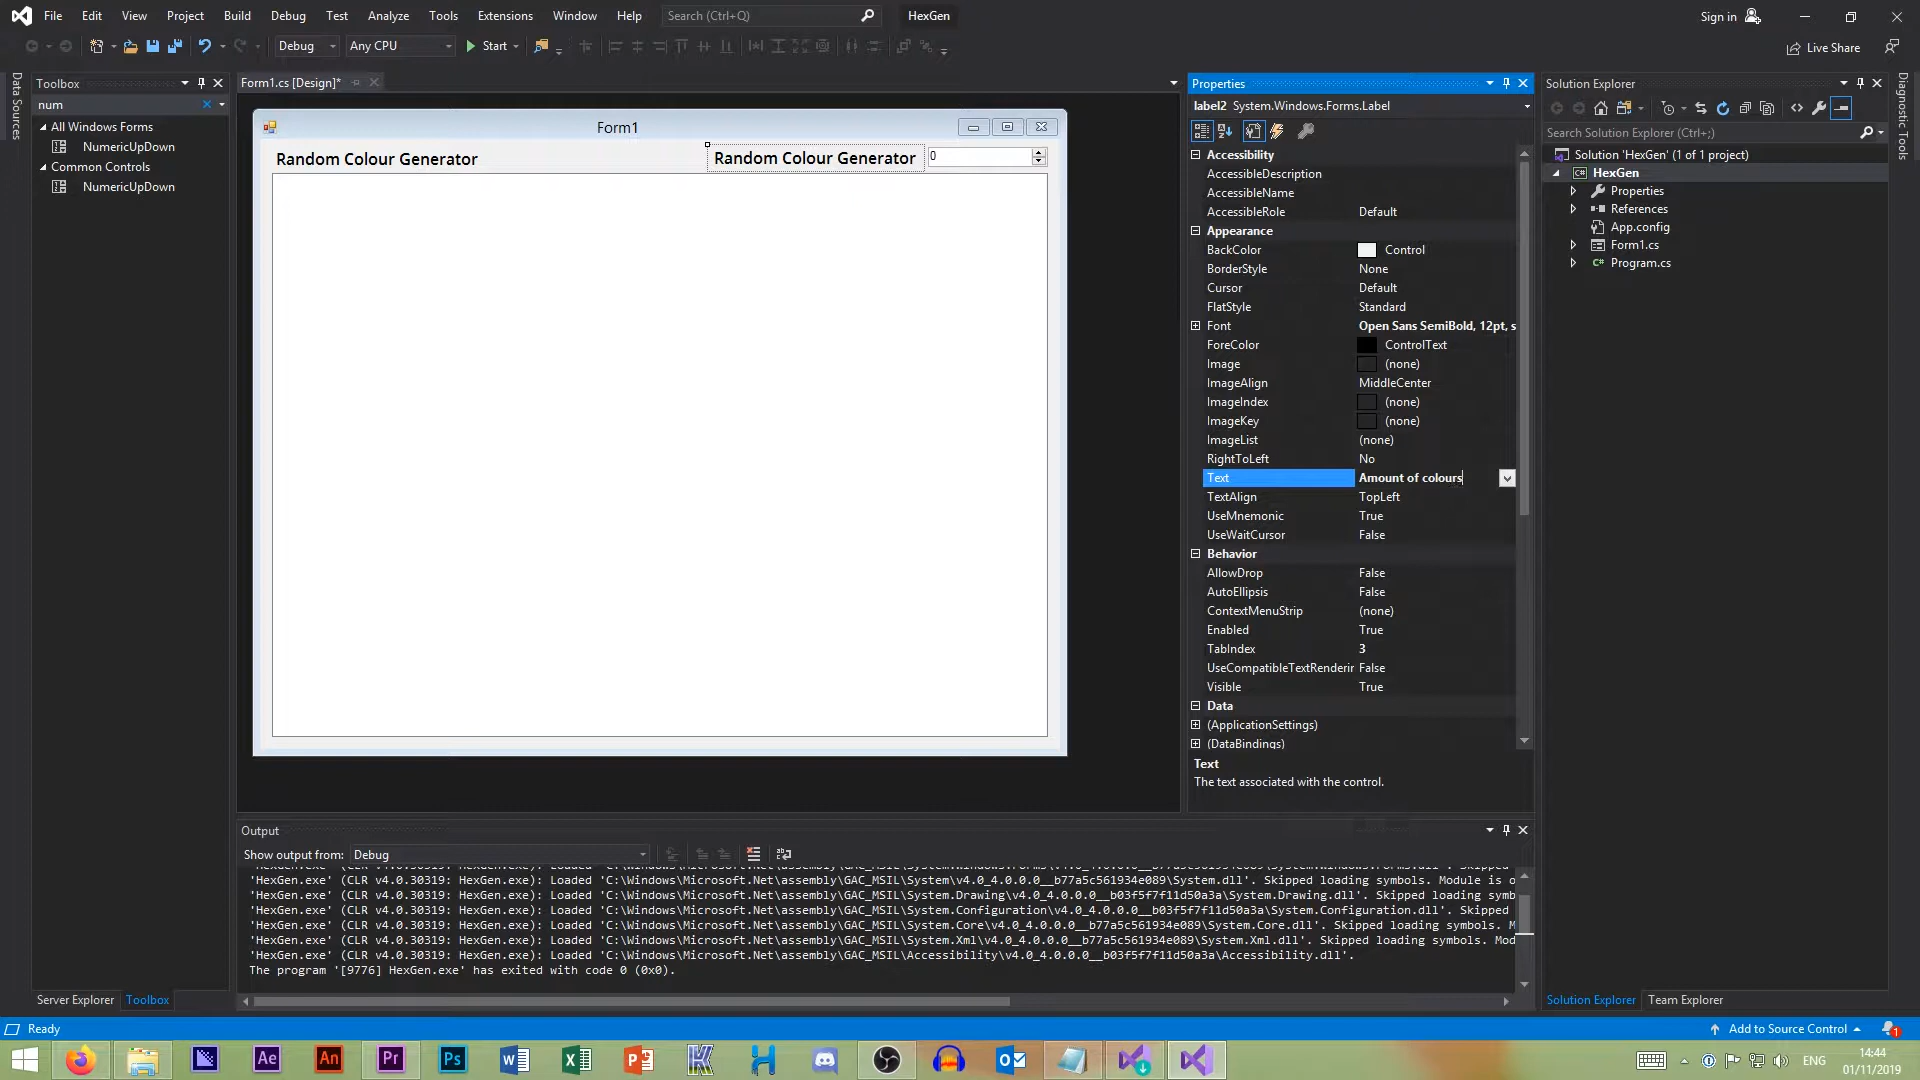 File Edit View Project Build Debug Test Analyze Tools Extensions Window Help Search (Ctrl+Q) HexGen Sign in
Debug Any CPU Start Live Share
Data Sources
Toolbox
num
All Windows Forms
NumericUpDown
Common Controls
NumericUpDown
Server Explorer Toolbox
Form1.cs [Design]*
Form1
Random Colour Generator Random Colour Generator 0
Properties
label2 System.Windows.Forms.Label
Accessibility
AccessibleDescription
AccessibleName
AccessibleRole Default
Appearance
BackColor Control
BorderStyle None
Cursor Default
FlatStyle Standard
Font Open Sans SemiBold, 12pt, s
ForeColor ControlText
Image (none)
ImageAlign MiddleCenter
ImageIndex (none)
ImageKey (none)
ImageList (none)
RightToLeft No
Text Amount of colours
TextAlign TopLeft
UseMnemonic True
UseWaitCursor False
Behavior
AllowDrop False
AutoEllipsis False
ContextMenuStrip (none)
Enabled True
TabIndex 3
UseCompatibleTextRenderin False
Visible True
Data
(ApplicationSettings)
(DataBindings)
Text
The text associated with the control.
Solution Explorer
Search Solution Explorer (Ctrl+;)
Solution 'HexGen' (1 of 1 project)
HexGen
Properties
References
App.config
Form1.cs
Program.cs
Solution Explorer Team Explorer
Diagnostic Tools
Output
Show output from: Debug
'HexGen.exe' (CLR v4.0.30319: HexGen.exe): Loaded 'C:\Windows\Microsoft.Net\assembly\GAC_MSIL\System\v4.0_4.0.0.0__b77a5c561934e089\System.dll'. Skipped loading symbols. Module is o
'HexGen.exe' (CLR v4.0.30319: HexGen.exe): Loaded 'C:\Windows\Microsoft.Net\assembly\GAC_MSIL\System.Drawing\v4.0_4.0.0.0__b03f5f7f11d50a3a\System.Drawing.dll'. Skipped loading symb
'HexGen.exe' (CLR v4.0.30319: HexGen.exe): Loaded 'C:\Windows\Microsoft.Net\assembly\GAC_MSIL\System.Configuration\v4.0_4.0.0.0__b03f5f7f11d50a3a\System.Configuration.dll'. Skipped
'HexGen.exe' (CLR v4.0.30319: HexGen.exe): Loaded 'C:\Windows\Microsoft.Net\assembly\GAC_MSIL\System.Core\v4.0_4.0.0.0__b77a5c561934e089\System.Core.dll'. Skipped loading symbols. M
'HexGen.exe' (CLR v4.0.30319: HexGen.exe): Loaded 'C:\Windows\Microsoft.Net\assembly\GAC_MSIL\System.Xml\v4.0_4.0.0.0__b77a5c561934e089\System.Xml.dll'. Skipped loading symbols. Mod
'HexGen.exe' (CLR v4.0.30319: HexGen.exe): Loaded 'C:\Windows\Microsoft.Net\assembly\GAC_MSIL\Accessibility\v4.0_4.0.0.0__b03f5f7f11d50a3a\Accessibility.dll'.
The program '[9776] HexGen.exe' has exited with code 0 (0x0).
Ready Add to Source Control 1
Ae An Pr Ps ENG 14:44
01/11/2019